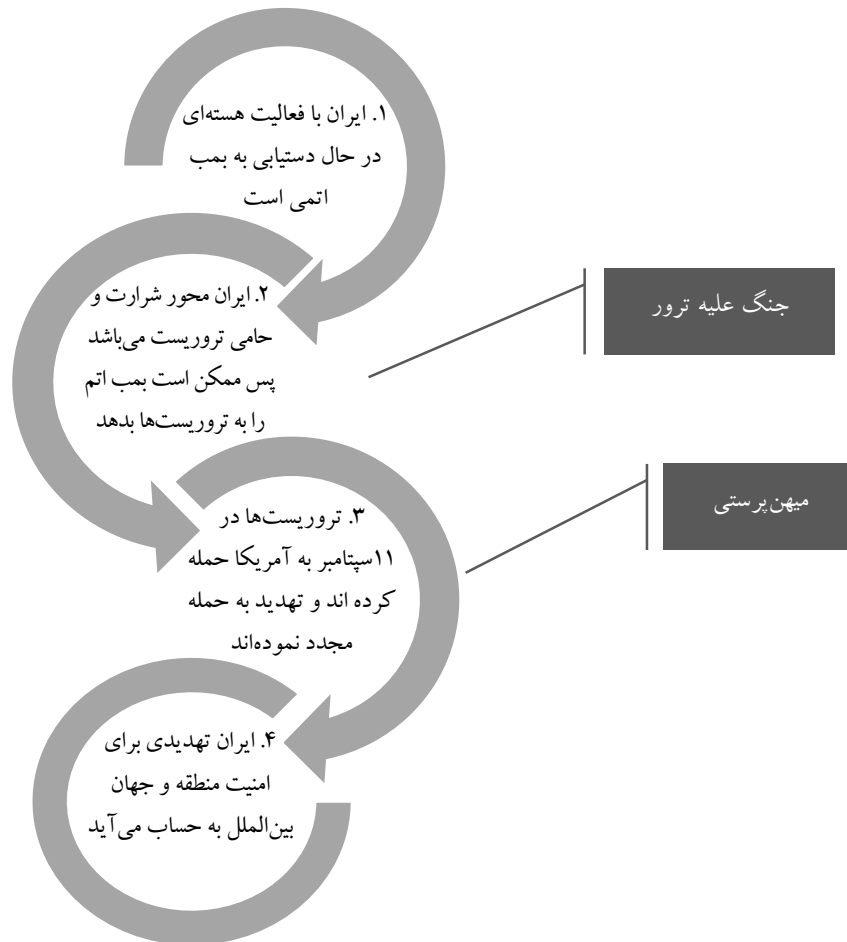 ۱. ایران با فعالیت هسته‌ای
در حال دستیابی به بمب
اتمی است
۲. ایران محور شرارت و
حامی تروریست می‌باشد
پس ممکن است بمب اتم
را به تروریست‌ها بدهد
جنگ علیه ترور
۳. تروریست‌ها در
۱۱سپتامبر به آمریکا حمله
کرده اند و تهدید به حمله
مجدد نموده‌اند
میهن‌پرستی
۴. ایران تهدیدی برای
امنیت منطقه و جهان
بین‌الملل به حساب می‌آید